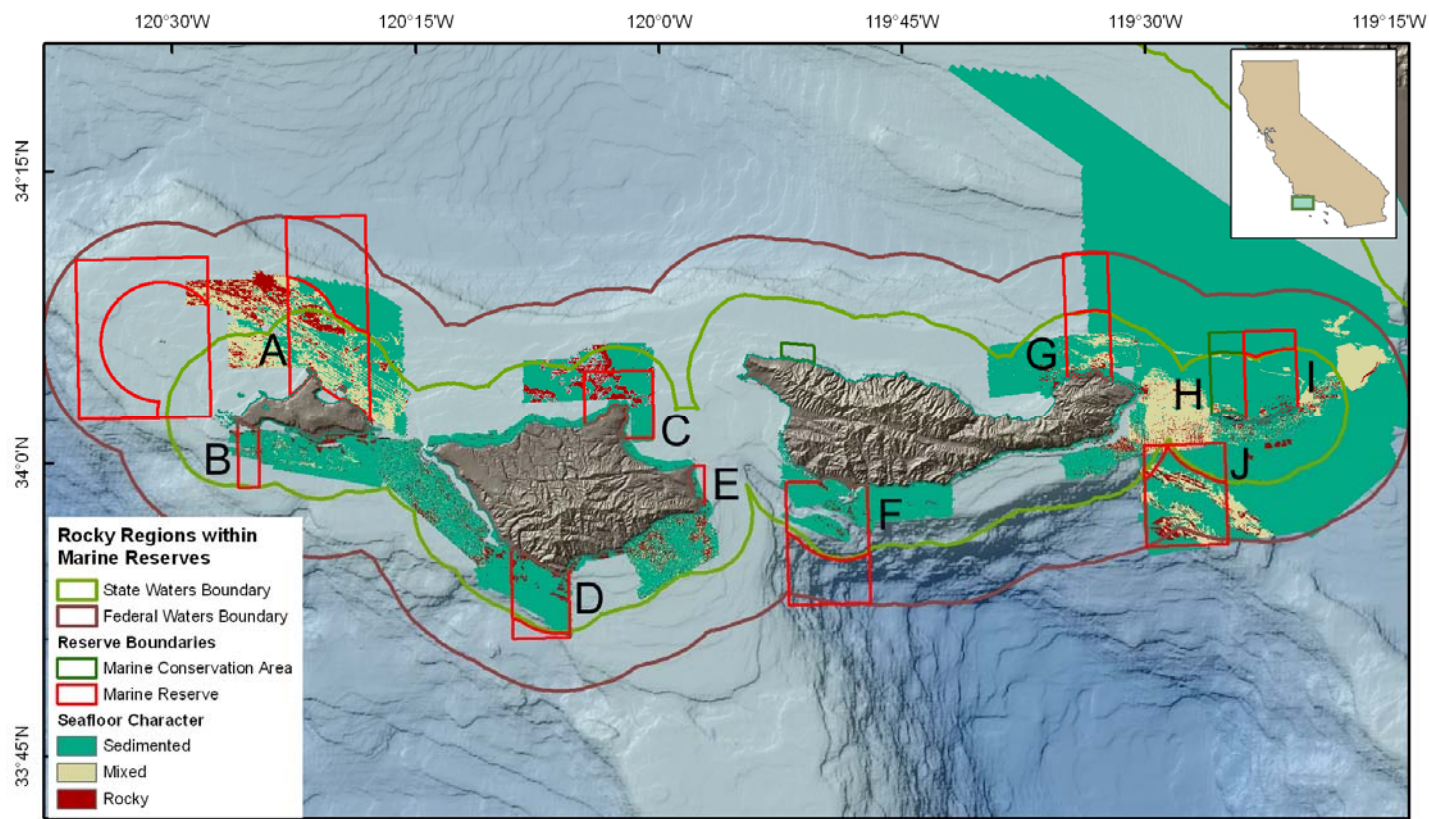 120°30'W 120°15'W 120°0'W 119°45'W 119°30'W 119°15'W
34°15'N
34°0'N
33°45'N
A
B
C
D
E
F
G
H
I
J
Rocky Regions within
Marine Reserves
State Waters Boundary
Federal Waters Boundary
Reserve Boundaries
Marine Conservation Area
Marine Reserve
Seafloor Character
Sedimented
Mixed
Rocky